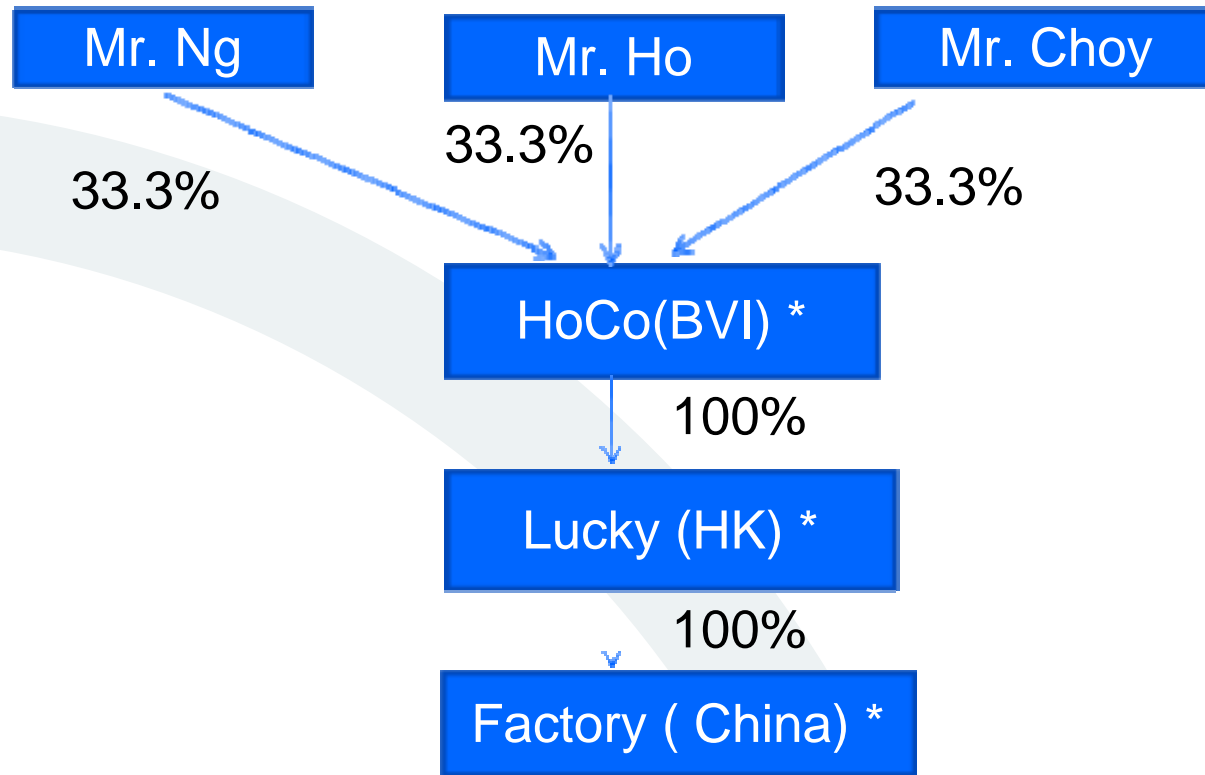 Mr. Ng
Mr. Ho
Mr. Choy
33.3%
33.3%
33.3%
HoCo(BVI) *
100%
Lucky (HK) *
100%
Factory ( China) *